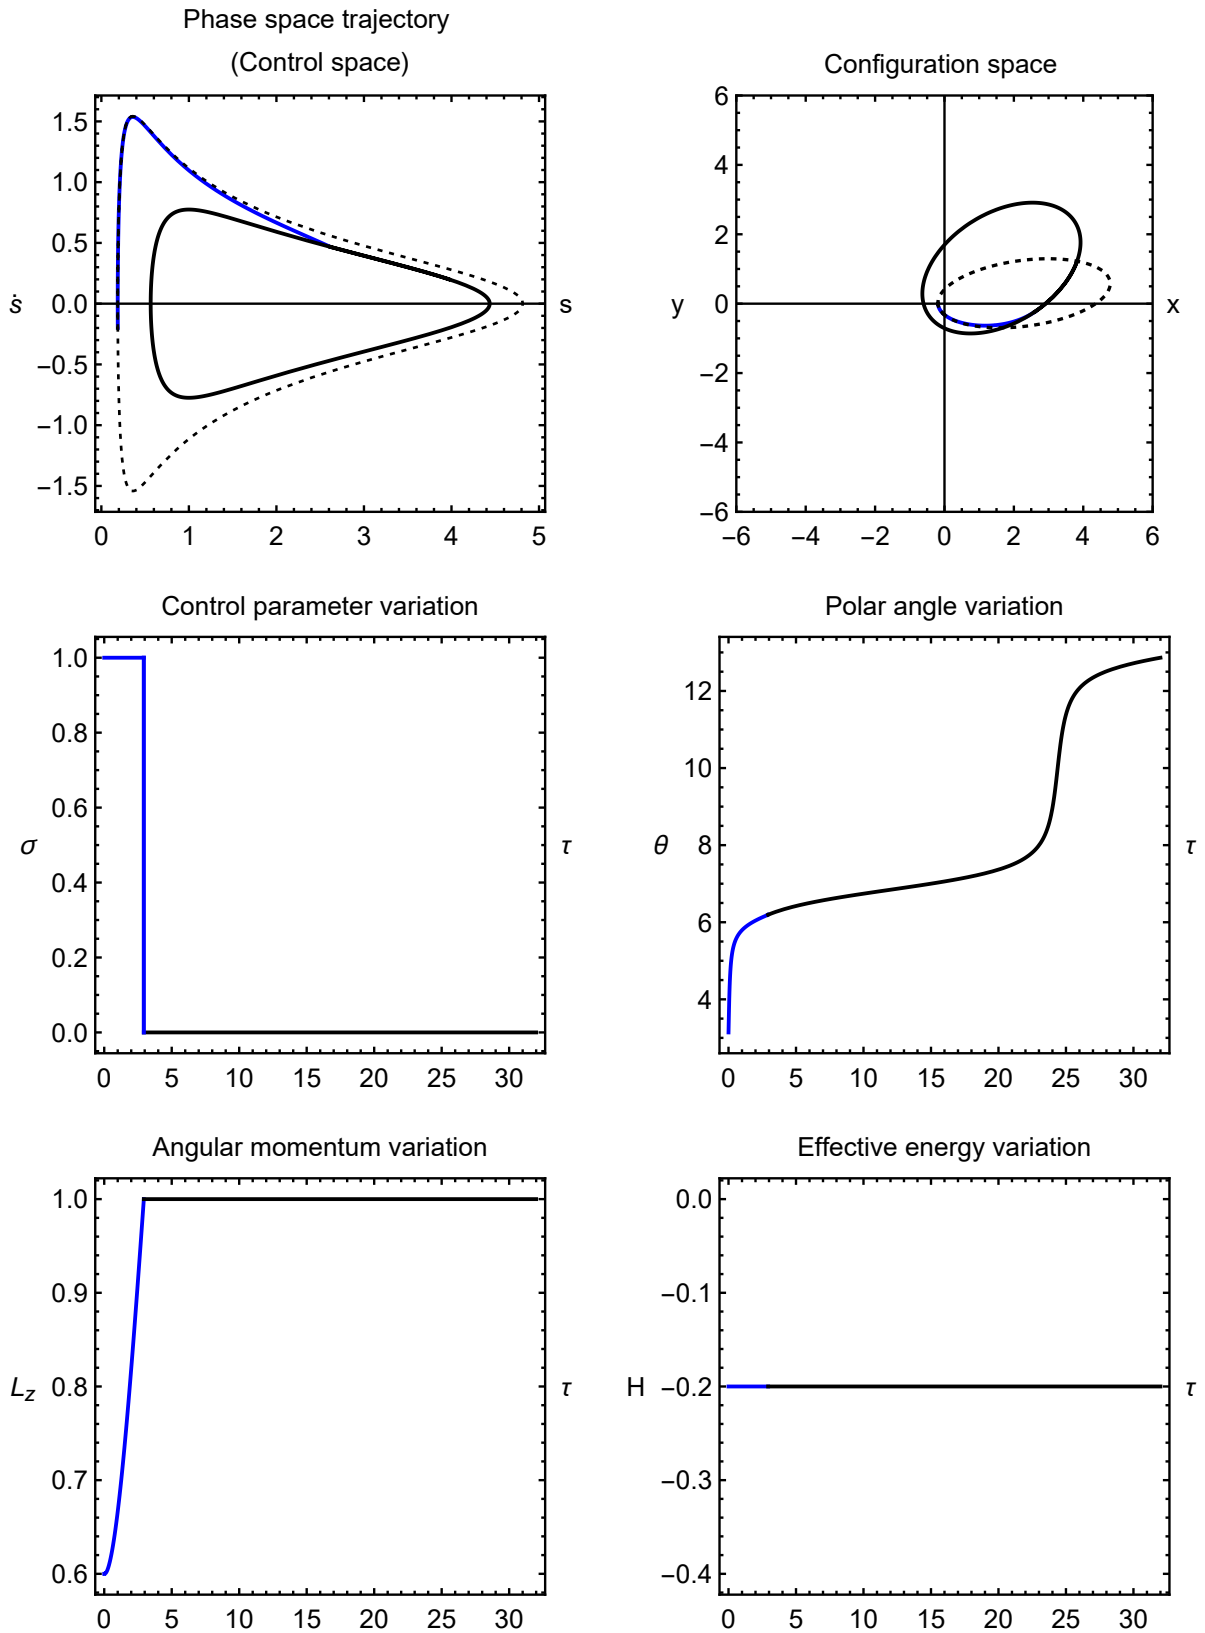 Phase space trajectory
(Control space)
1.5
1.0
0.5
0.0
−0.5
−1.0
−1.5
ṡ
s
0 1 2 3 4 5
Configuration space
6
4
2
0
−2
−4
−6
y
x
−6 −4 −2 0 2 4 6
Control parameter variation
1.0
0.8
0.6
0.4
0.2
0.0
σ
τ
0 5 10 15 20 25 30
Polar angle variation
12
10
8
6
4
θ
τ
0 5 10 15 20 25 30
Angular momentum variation
1.0
0.9
0.8
0.7
0.6
L_z
τ
0 5 10 15 20 25 30
Effective energy variation
0.0
−0.1
−0.2
−0.3
−0.4
H
τ
0 5 10 15 20 25 30